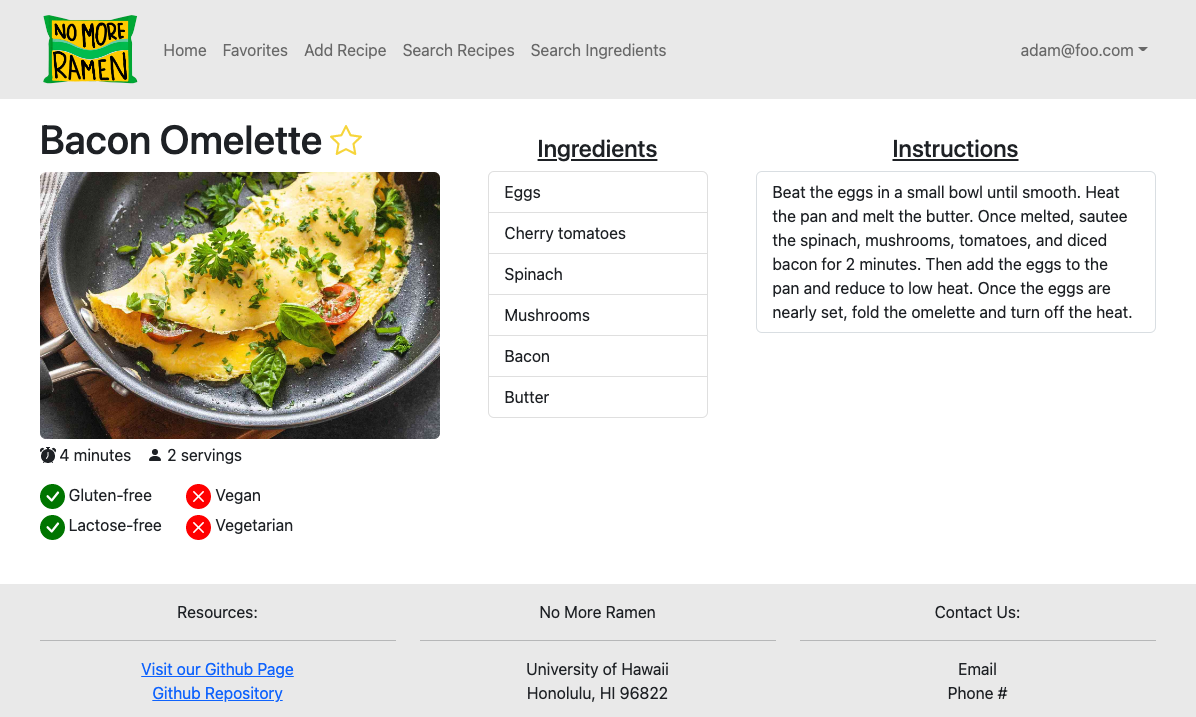 NO MORE
RAMEN
Home Favorites Add Recipe Search Recipes Search Ingredients adam@foo.com
Bacon Omelette
4 minutes 2 servings
Gluten-free Vegan
Lactose-free Vegetarian
Ingredients
Eggs
Cherry tomatoes
Spinach
Mushrooms
Bacon
Butter
Instructions
Beat the eggs in a small bowl until smooth. Heat
the pan and melt the butter. Once melted, sautee
the spinach, mushrooms, tomatoes, and diced
bacon for 2 minutes. Then add the eggs to the
pan and reduce to low heat. Once the eggs are
nearly set, fold the omelette and turn off the heat.
Resources:
Visit our Github Page
Github Repository
No More Ramen
University of Hawaii
Honolulu, HI 96822
Contact Us:
Email
Phone #